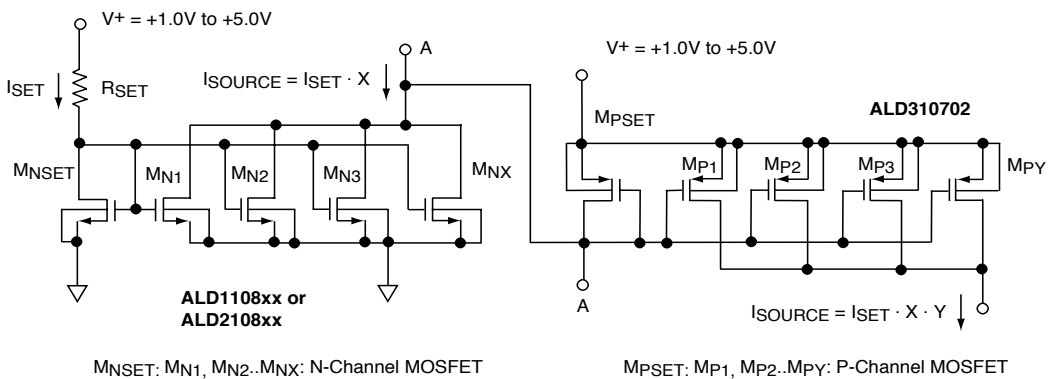 V+ = +1.0V to +5.0V
A
V+ = +1.0V to +5.0V
ISET
RSET
ISOURCE = ISET · X
ALD310702
MPSET
MNSET
MN1
MN2
MN3
MNX
MP1
MP2
MP3
MPY
ALD1108xx or
ALD2108xx
A
ISOURCE = ISET · X · Y
MNSET: MN1, MN2..MNX: N-Channel MOSFET
MPSET: MP1, MP2..MPY: P-Channel MOSFET